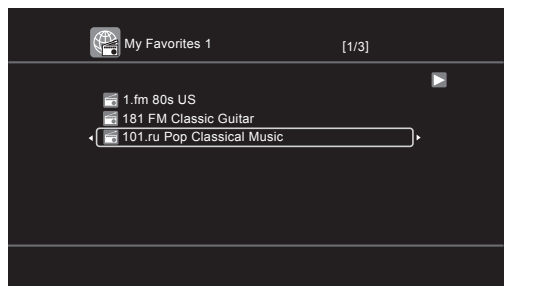 My Favorites 1 [1/3]
1.fm 80s US
181 FM Classic Guitar
101.ru Pop Classical Music